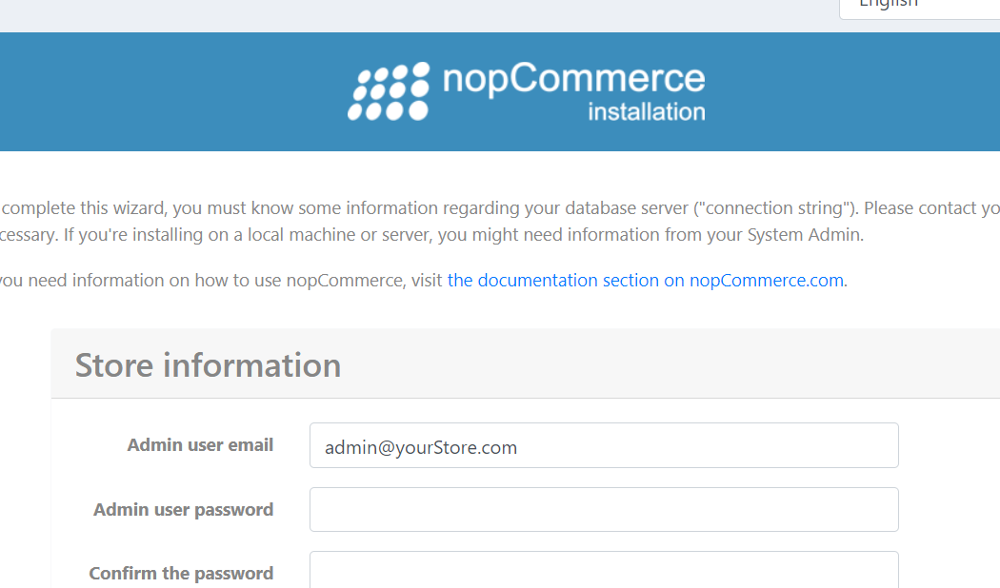 English
nopCommerce
installation
complete this wizard, you must know some information regarding your database server ("connection string"). Please contact yo
cessary. If you're installing on a local machine or server, you might need information from your System Admin.
you need information on how to use nopCommerce, visit the documentation section on nopCommerce.com.
Store information
Admin user email
admin@yourStore.com
Admin user password
Confirm the password